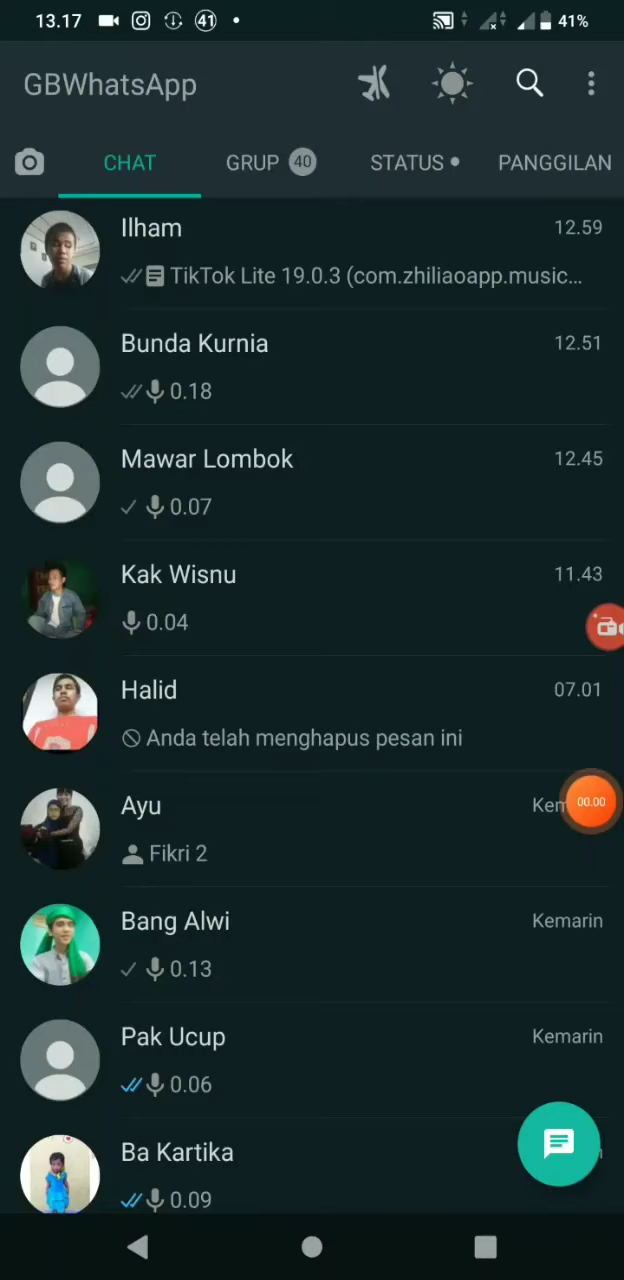 13.17 41 41%
GBWhatsApp
CHAT GRUP 40 STATUS PANGGILAN
Ilham 12.59
TikTok Lite 19.0.3 (com.zhiliaoapp.music...
Bunda Kurnia 12.51
0.18
Mawar Lombok 12.45
0.07
Kak Wisnu 11.43
0.04
Halid 07.01
Anda telah menghapus pesan ini
Ayu
00.00
Fikri 2
Bang Alwi Kemarin
0.13
Pak Ucup Kemarin
0.06
Ba Kartika
0.09